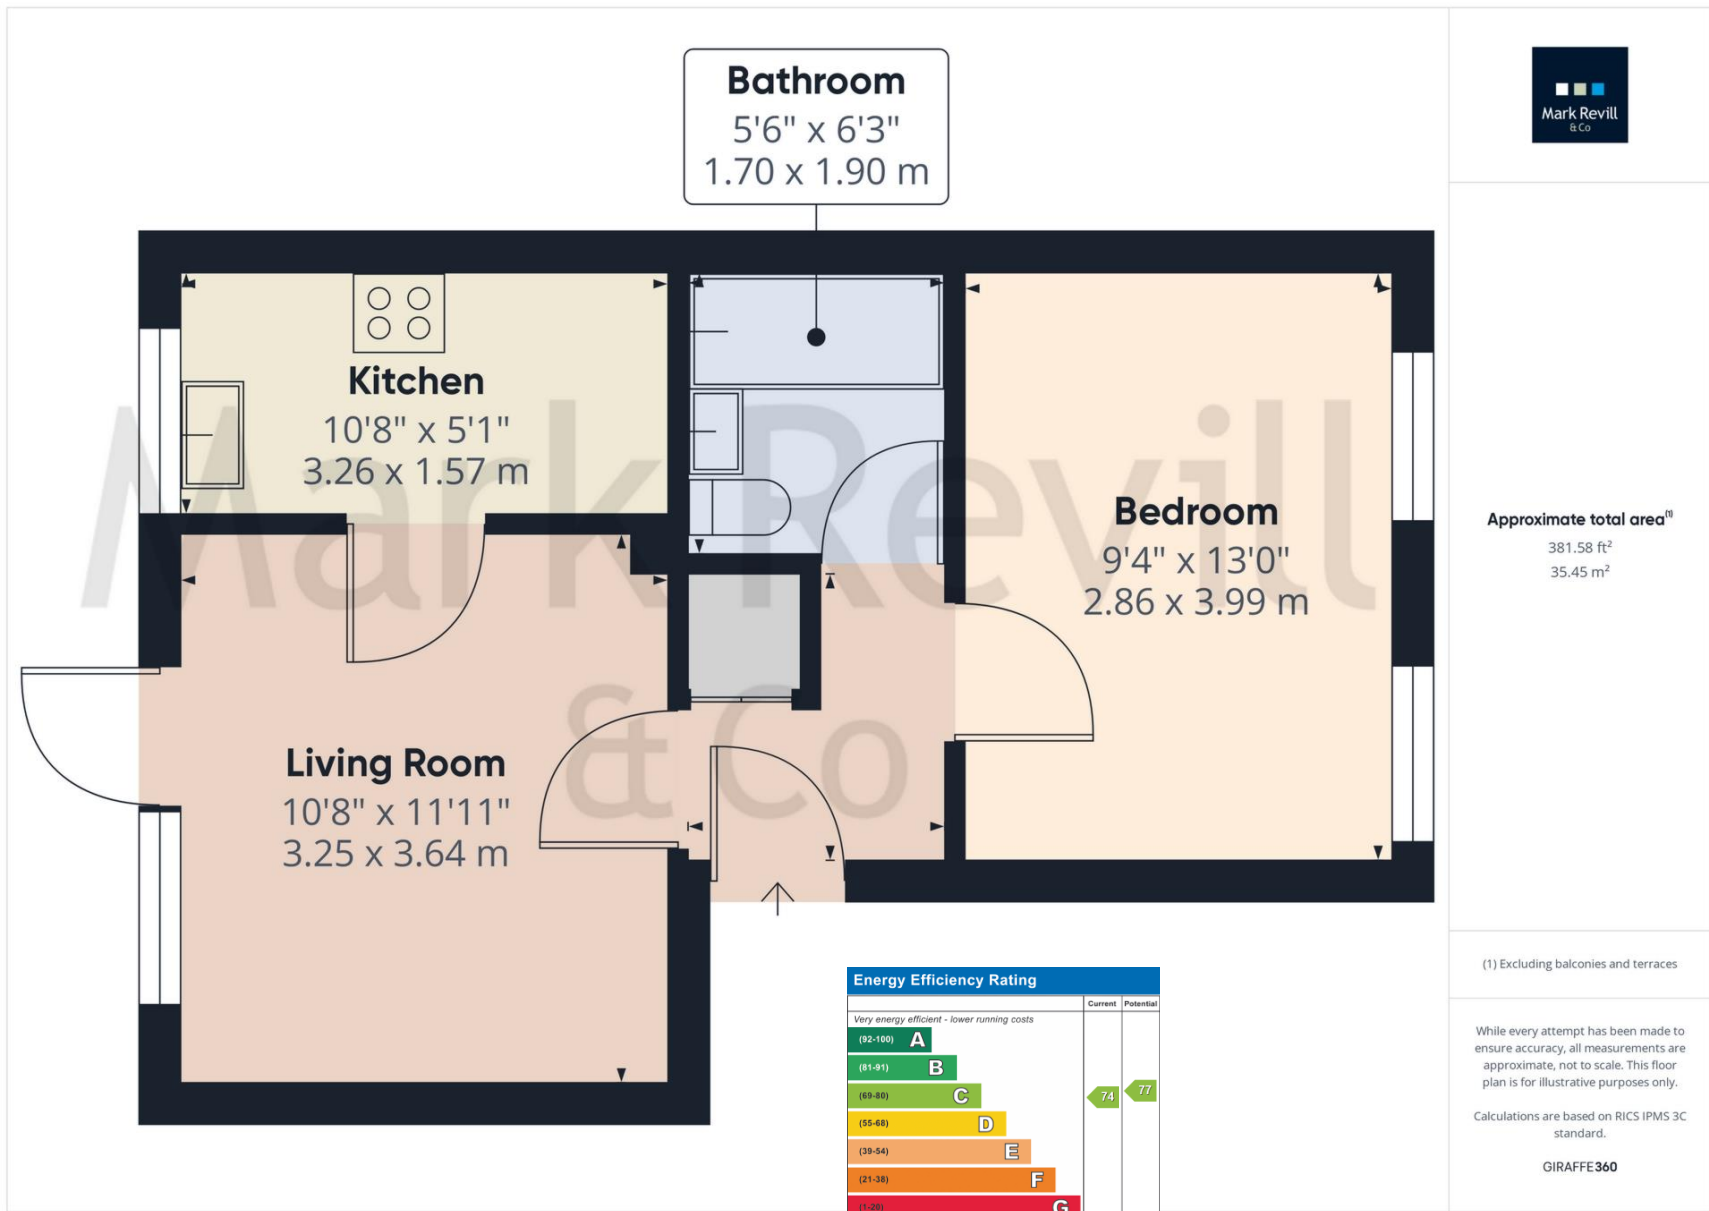 Bathroom
5'6" x 6'3"
1.70 x 1.90 m
Kitchen
10'8" x 5'1"
3.26 x 1.57 m
Bedroom
9'4" x 13'0"
2.86 x 3.99 m
Living Room
10'8" x 11'11"
3.25 x 3.64 m
Mark Revill
& Co
Mark Revill
& Co
Approximate total area(1)
381.58 ft²
35.45 m²
(1) Excluding balconies and terraces
While every attempt has been made to
ensure accuracy, all measurements are
approximate, not to scale. This floor
plan is for illustrative purposes only.
Calculations are based on RICS IPMS 3C
standard.
GIRAFFE360
Energy Efficiency Rating
Current Potential
Very energy efficient - lower running costs
(92-100) A
(81-91) B
(69-80) C 74 77
(55-68) D
(39-54) E
(21-38) F
(1-20) G